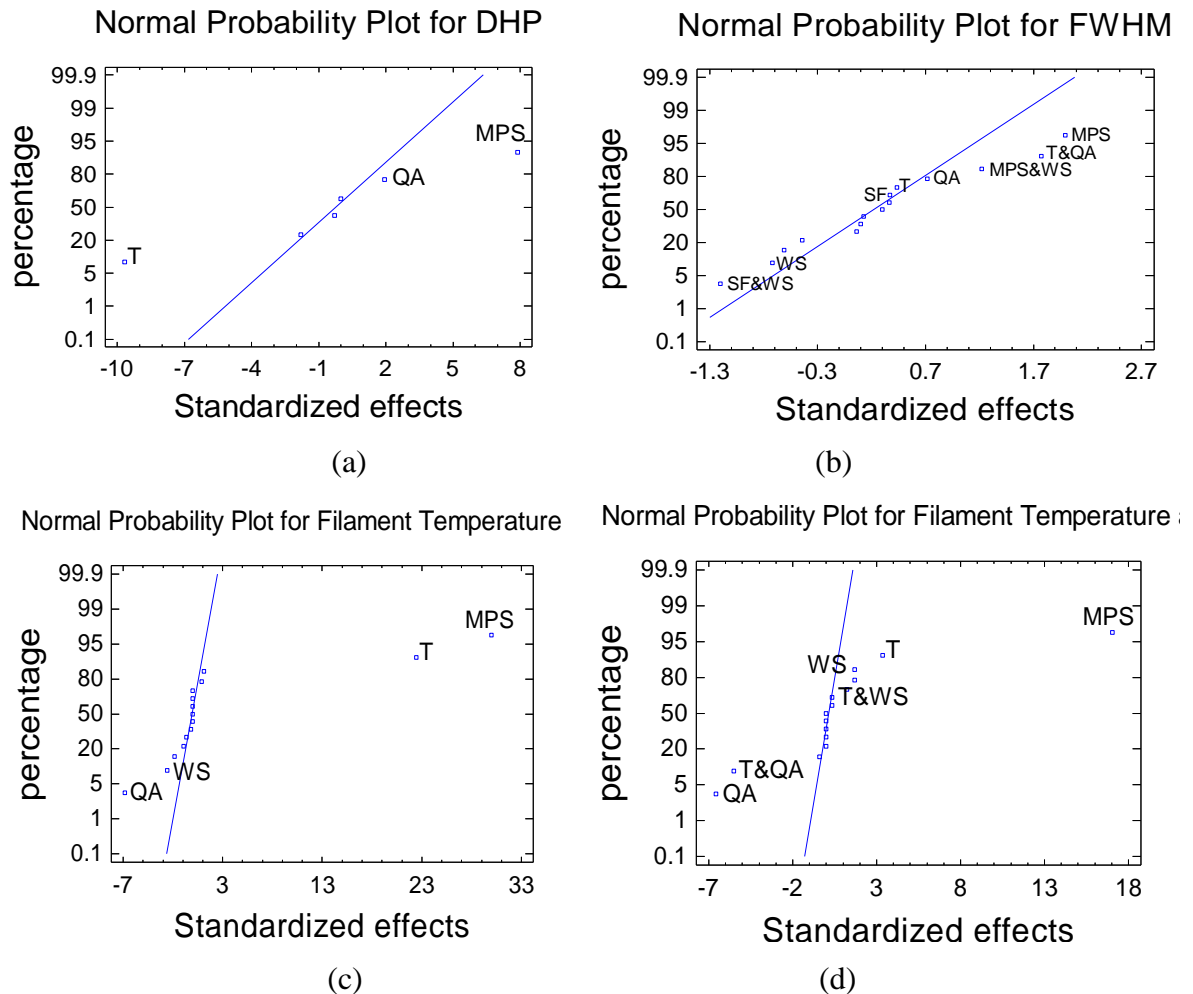 Normal Probability Plot for DHP
percentage
99.9
99
95
80
50
20
5
1
0.1
MPS
QA
T
-10 -7 -4 -1 2 5 8
Standardized effects
(a)
Normal Probability Plot for FWHM
percentage
99.9
99
95
80
50
20
5
1
0.1
MPS
T&QA
MPS&WS
QA
T
SF
WS
SF&WS
-1.3 -0.3 0.7 1.7 2.7
Standardized effects
(b)
Normal Probability Plot for Filament Temperature
percentage
99.9
99
95
80
50
20
5
1
0.1
MPS
T
WS
QA
-7 3 13 23 33
Standardized effects
(c)
Normal Probability Plot for Filament Temperature
percentage
99.9
99
95
80
50
20
5
1
0.1
MPS
T
WS
T&WS
T&QA
QA
-7 -2 3 8 13 18
Standardized effects
(d)